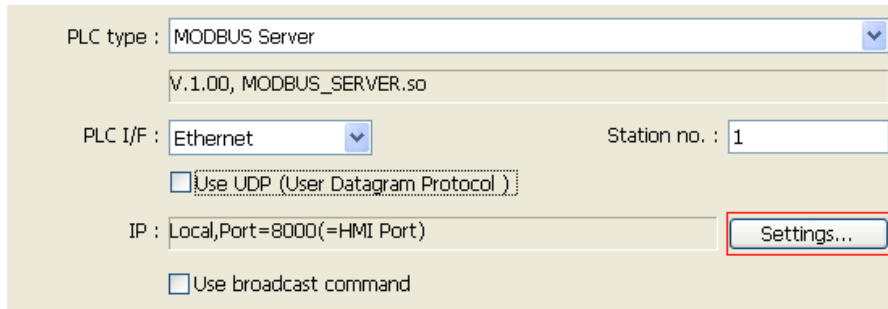 PLC type : MODBUS Server
V.1.00, MODBUS_SERVER.so
PLC I/F : Ethernet Station no. : 1
Use UDP (User Datagram Protocol )
IP : Local,Port=8000(=HMI Port) Settings...
Use broadcast command